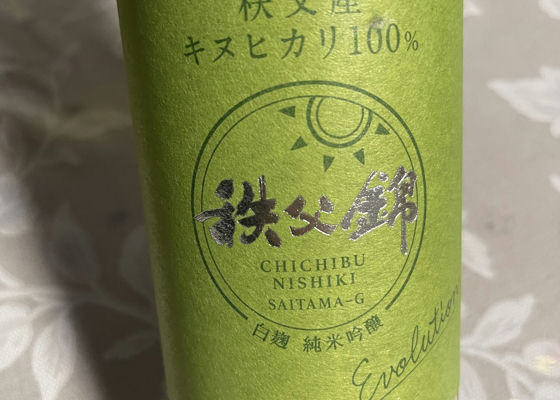 秩父産
キヌヒカリ100%
秩父錦
CHICHIBU
NISHIKI
SAITAMA-G
白麹 純米吟醸
Evolution